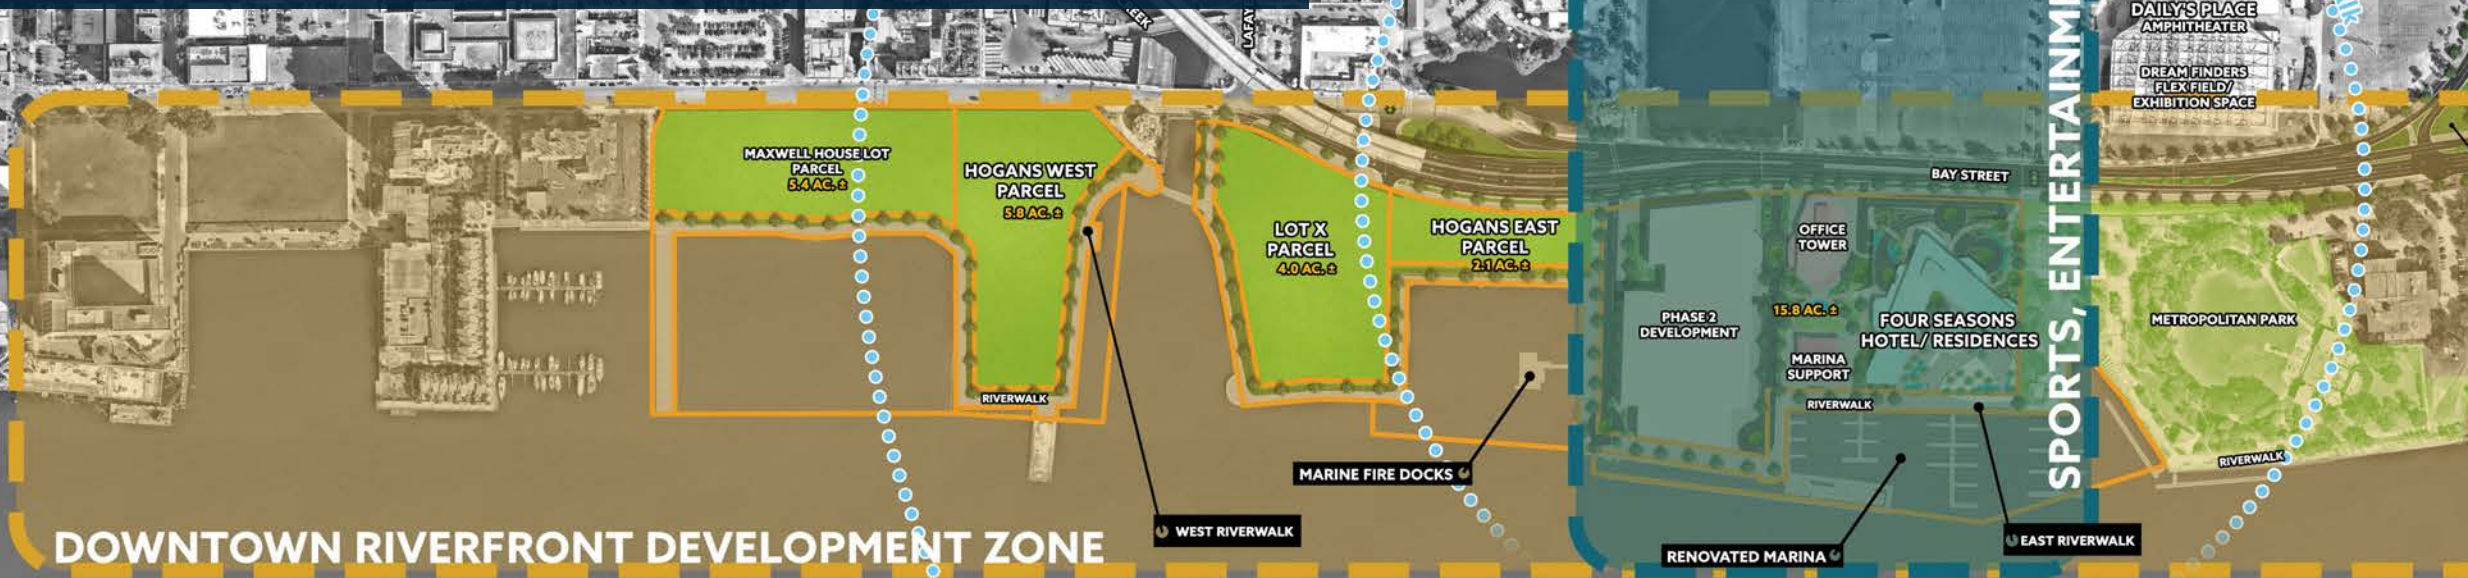 DAILY'S PLACE
AMPHITHEATER
DREAM FINDERS
FLEX FIELD/
EXHIBITION SPACE
MAXWELL HOUSE LOT
PARCEL
5.4 AC. ±
HOGANS WEST
PARCEL
5.8 AC. ±
LOT X
PARCEL
4.0 AC. ±
HOGANS EAST
PARCEL
2.1 AC. ±
BAY STREET
OFFICE
TOWER
15.8 AC. ±
PHASE 2
DEVELOPMENT
FOUR SEASONS
HOTEL/ RESIDENCES
MARINA
SUPPORT
RIVERWALK
SPORTS,
METROPOLITAN PARK
RIVERWALK
RIVERWALK
MARINE FIRE DOCKS
WEST RIVERWALK
EAST RIVERWALK
RENOVATED MARINA
DOWNTOWN RIVERFRONT DEVELOPMENT ZONE